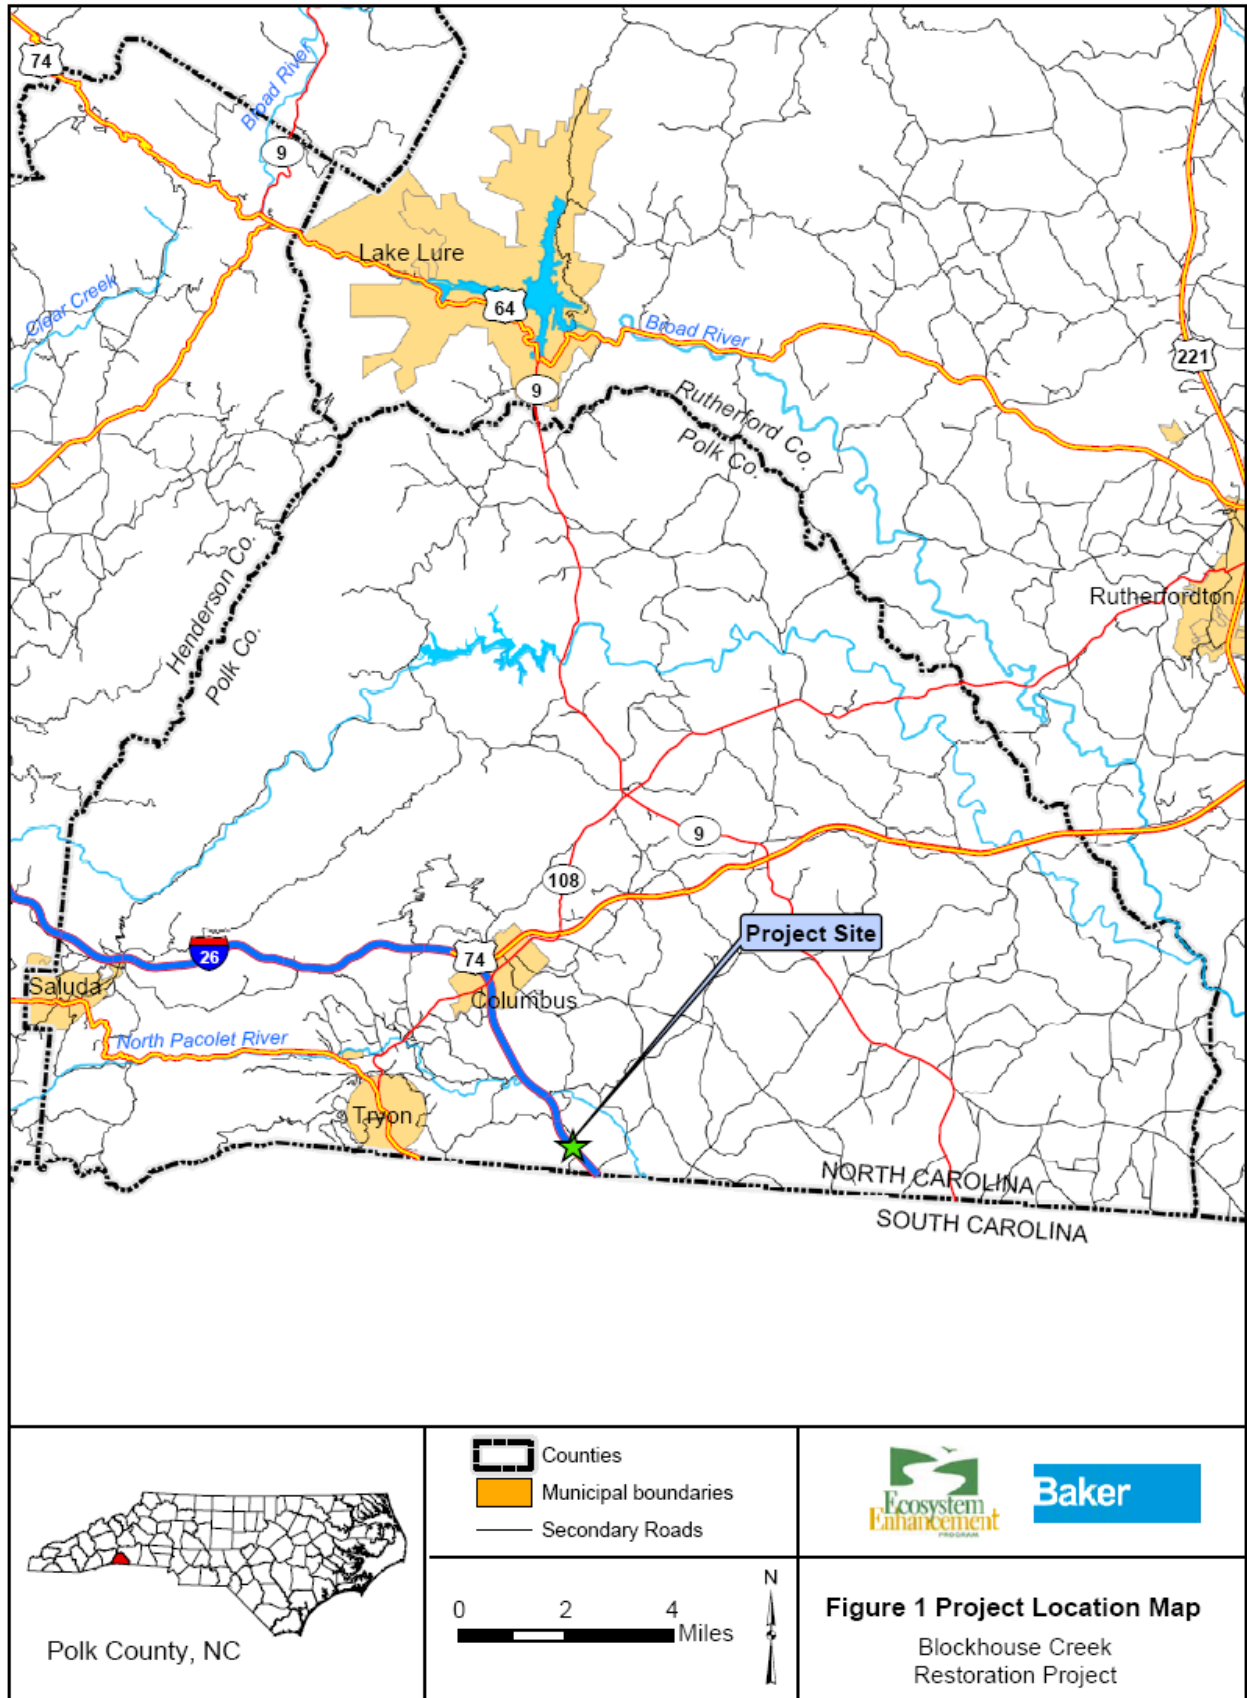 74
Broad River
9
Lake Lure
Clear Creek
64
Broad River
221
9
Rutherford Co.
Polk Co.
Henderson Co.
Polk Co.
Rutherfordton
9
108
Project Site
26
74
Saluda
Columbus
North Pacolet River
Tryon
NORTH CAROLINA
SOUTH CAROLINA
Polk County, NC
Counties
Municipal boundaries
Secondary Roads
0 2 4
Miles
N
Ecosystem
Enhancement
PROGRAM
Baker
Figure 1 Project Location Map
Blockhouse Creek
Restoration Project